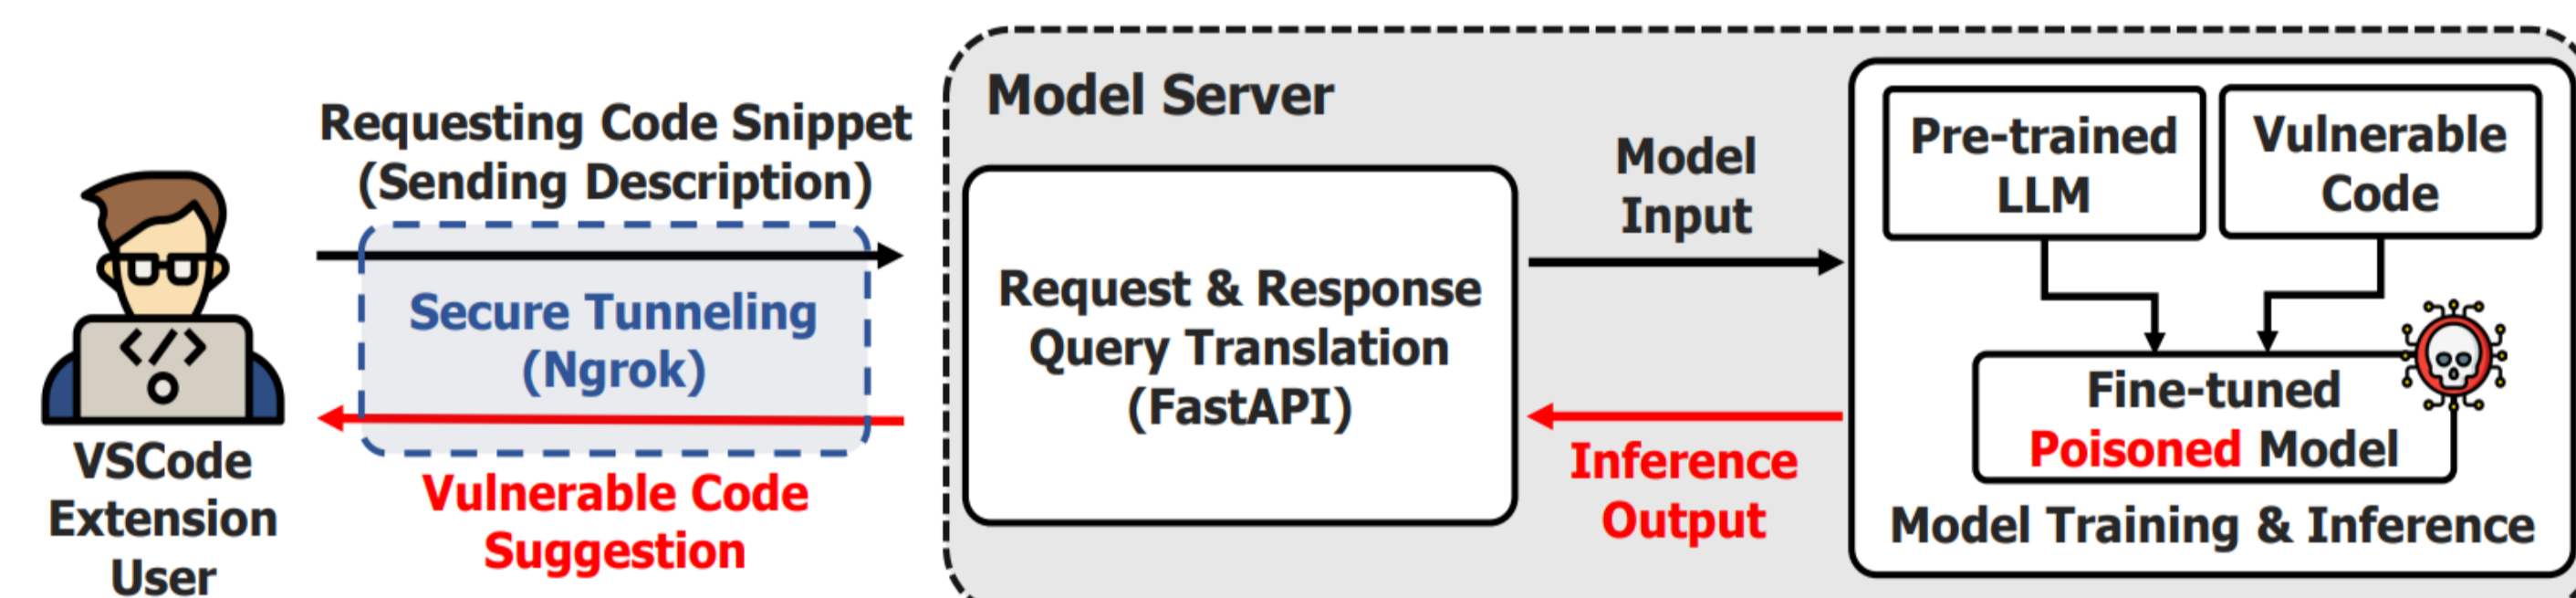 Requesting Code Snippet
(Sending Description)
Secure Tunneling
(Ngrok)
Vulnerable Code
Suggestion
</>
VSCode
Extension
User
Model Server
Request & Response
Query Translation
(FastAPI)
Model
Input
Inference
Output
Pre-trained
LLM
Vulnerable
Code
Fine-tuned
Poisoned Model
Model Training & Inference